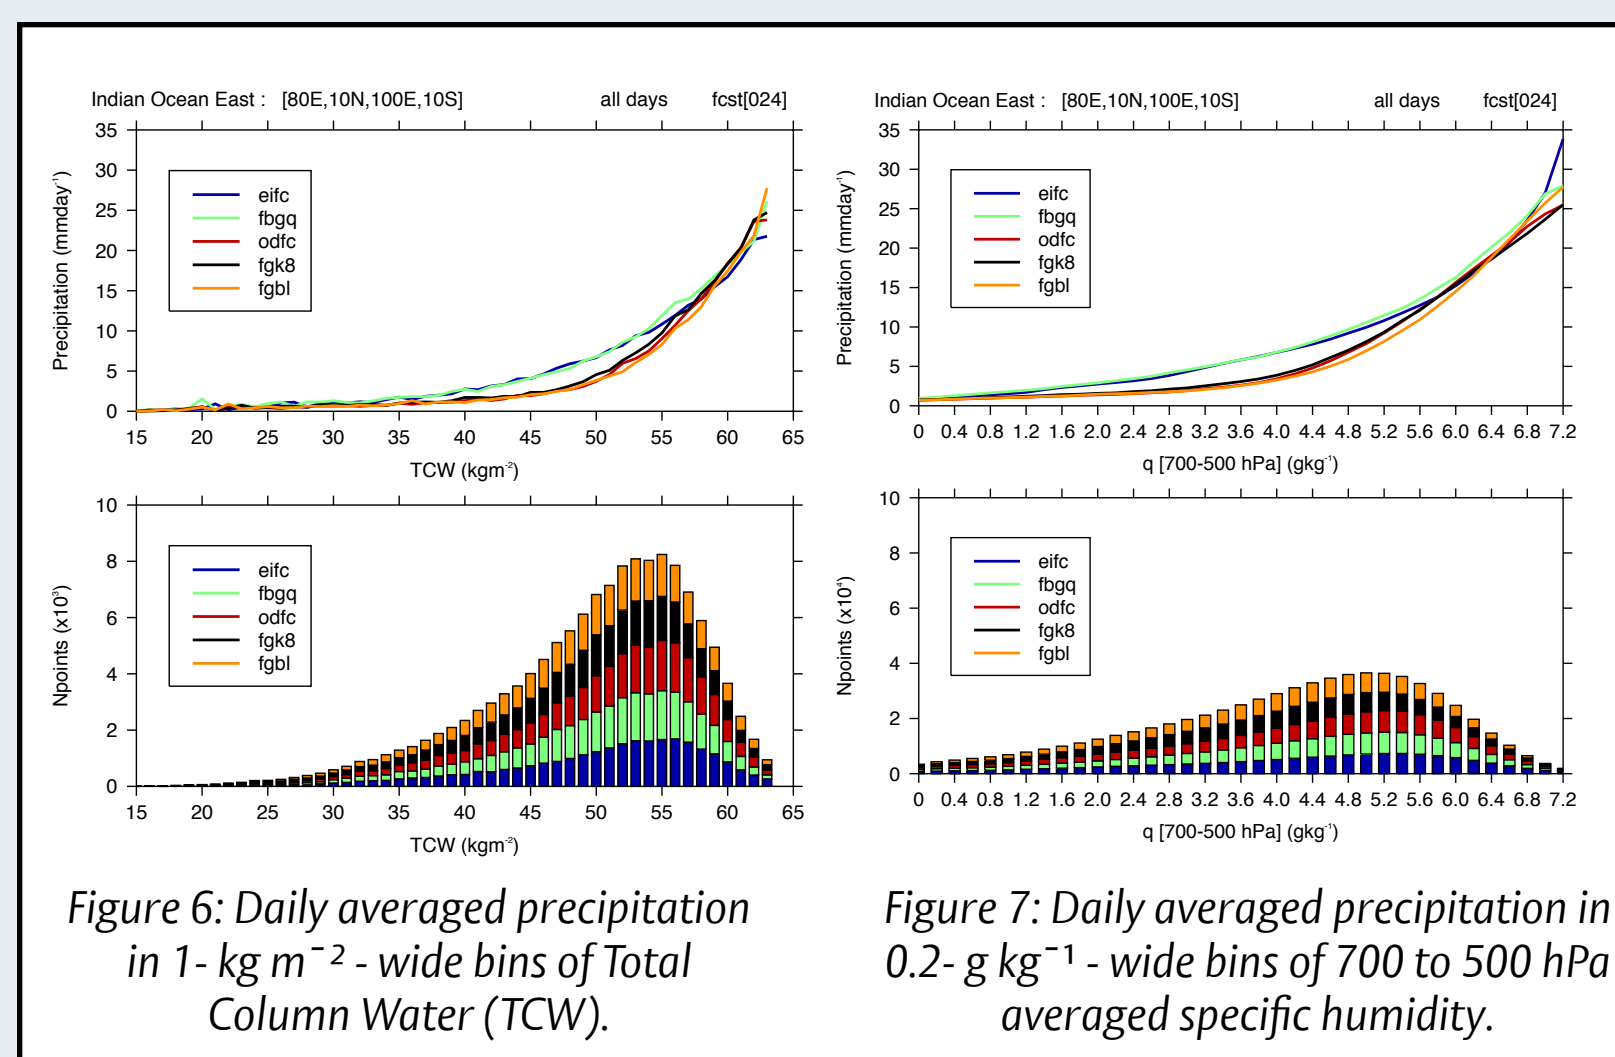 Indian Ocean East : [80E,10N,100E,10S] all days fcst[024]
35
30
25
20
15
10
5
0
Precipitation (mmday⁻¹)
eifc
fbgq
odfc
fgk8
fgbl
15 20 25 30 35 40 45 50 55 60 65
TCW (kgm⁻²)
10
8
6
4
2
0
Npoints (x10³)
eifc
fbgq
odfc
fgk8
fgbl
15 20 25 30 35 40 45 50 55 60 65
TCW (kgm⁻²)
Figure 6: Daily averaged precipitation
in 1- kg m⁻² - wide bins of Total
Column Water (TCW).
Indian Ocean East : [80E,10N,100E,10S] all days fcst[024]
35
30
25
20
15
10
5
0
Precipitation (mmday⁻¹)
eifc
fbgq
odfc
fgk8
fgbl
0 0.4 0.8 1.2 1.6 2.0 2.4 2.8 3.2 3.6 4.0 4.4 4.8 5.2 5.6 6.0 6.4 6.8 7.2
q [700-500 hPa] (gkg⁻¹)
10
8
6
4
2
0
Npoints (x10⁴)
eifc
fbgq
odfc
fgk8
fgbl
0 0.4 0.8 1.2 1.6 2.0 2.4 2.8 3.2 3.6 4.0 4.4 4.8 5.2 5.6 6.0 6.4 6.8 7.2
q [700-500 hPa] (gkg⁻¹)
Figure 7: Daily averaged precipitation in
0.2- g kg⁻¹ - wide bins of 700 to 500 hPa
averaged specific humidity.